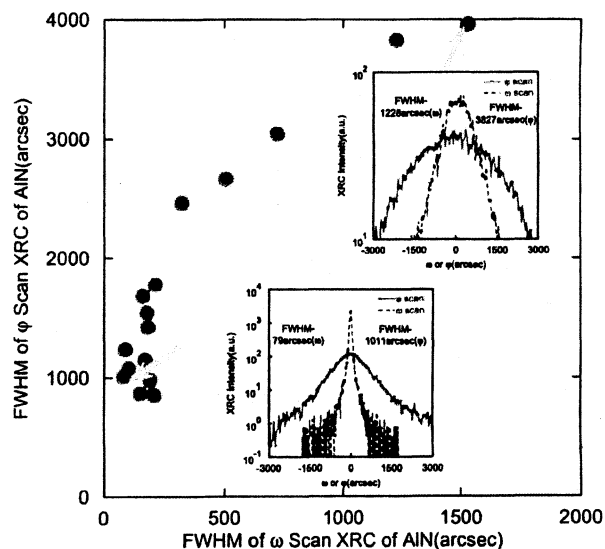 4000
3000
2000
1000
0
FWHM of φ Scan XRC of AlN(arcsec)
0
500
1000
1500
2000
FWHM of ω Scan XRC of AlN(arcsec)
10²
10¹
XRC Intensity(a.u.)
φ scan
ω scan
FWHM-
1228arcsec(ω)
FWHM-
3827arcsec(φ)
-3000
-1500
0
1500
3000
ω or φ(arcsec)
10⁴
10³
10²
10¹
10⁰
10⁻¹
XRC Intensity(a.u.)
φ scan
ω scan
FWHM-
79arcsec(ω)
FWHM-
1011arcsec(φ)
-3000
-1500
0
1500
3000
ω or φ(arcsec)